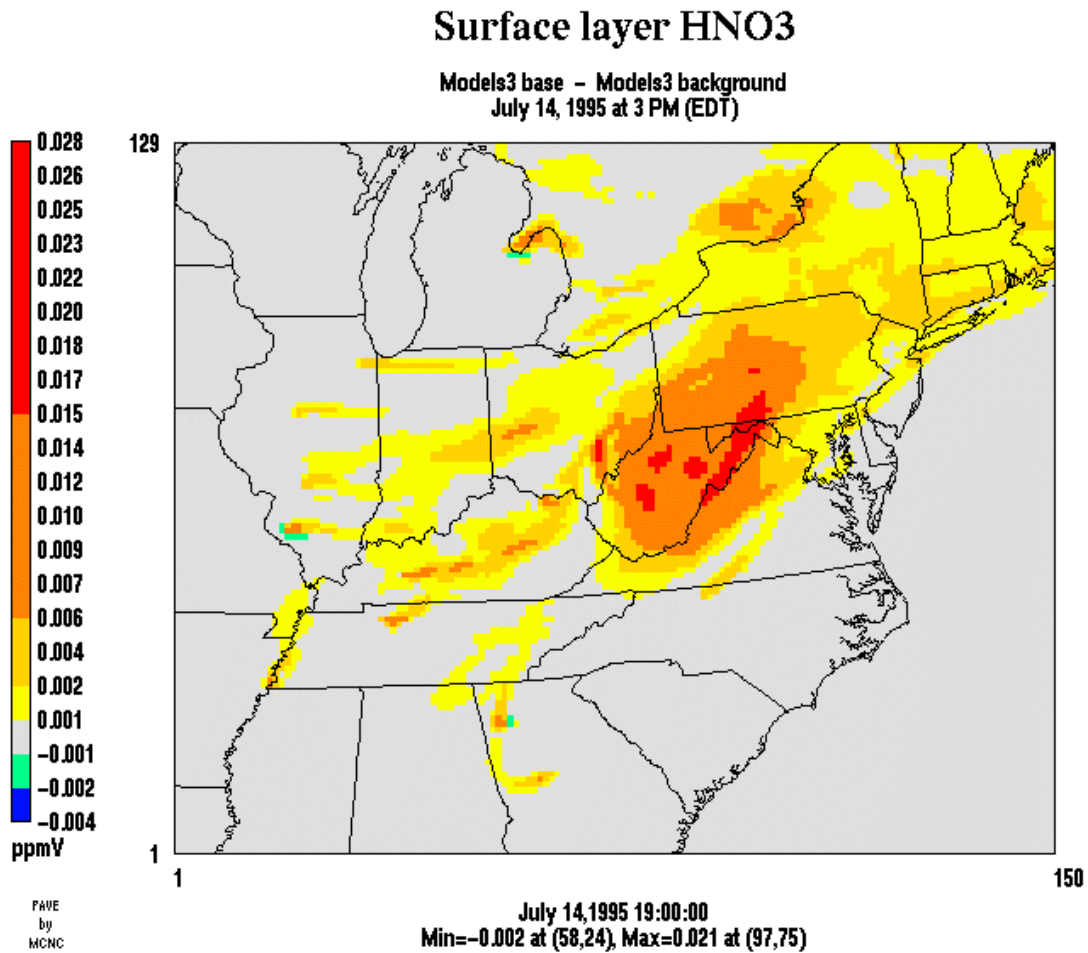 Surface layer HNO3
Models3 base − Models3 background
July 14, 1995 at 3 PM (EDT)
0.028
0.026
0.025
0.023
0.022
0.020
0.018
0.017
0.015
0.014
0.012
0.010
0.009
0.007
0.006
0.004
0.002
0.001
−0.001
−0.002
−0.004
ppmV
129
1
1
150
PAVE
by
MCNC
July 14,1995 19:00:00
Min=−0.002 at (58,24), Max=0.021 at (97,75)